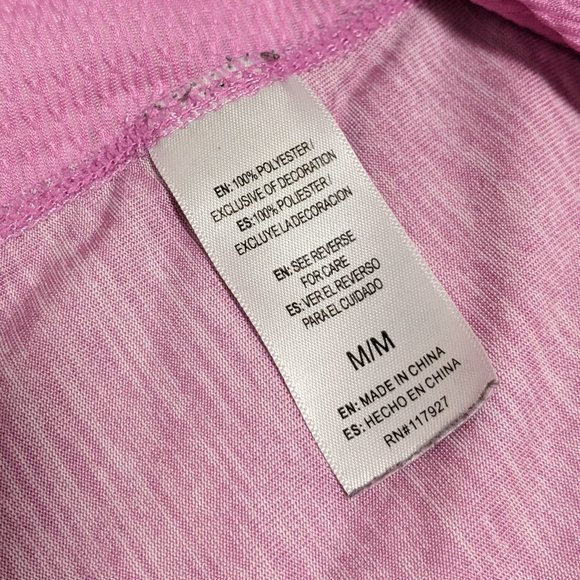 EN: 100% POLYESTER/
EXCLUSIVE OF DECORATION
ES: 100% POLIESTER/
EXCLUYE LA DECORACION
EN: SEE REVERSE
FOR CARE
ES: VER EL REVERSO
PARA EL CUIDADO
M/M
EN: MADE IN CHINA
ES: HECHO EN CHINA
RN#117927